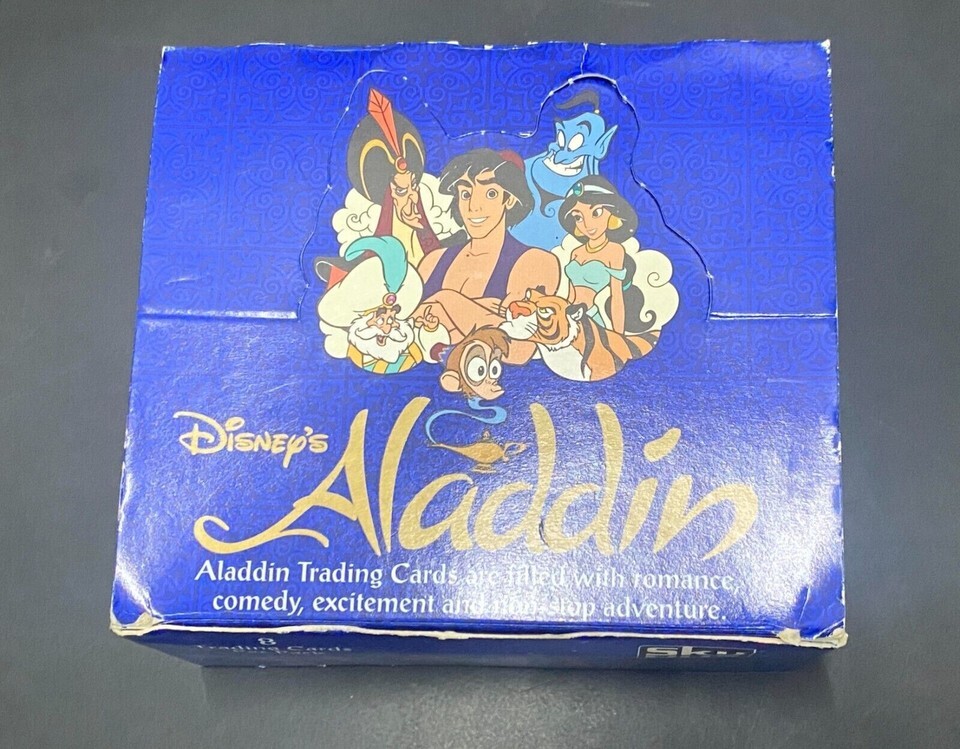 Disney's
Aladdin
Aladdin Trading Cards are filled with romance,
comedy, excitement and non-stop adventure.
8
Trading Cards